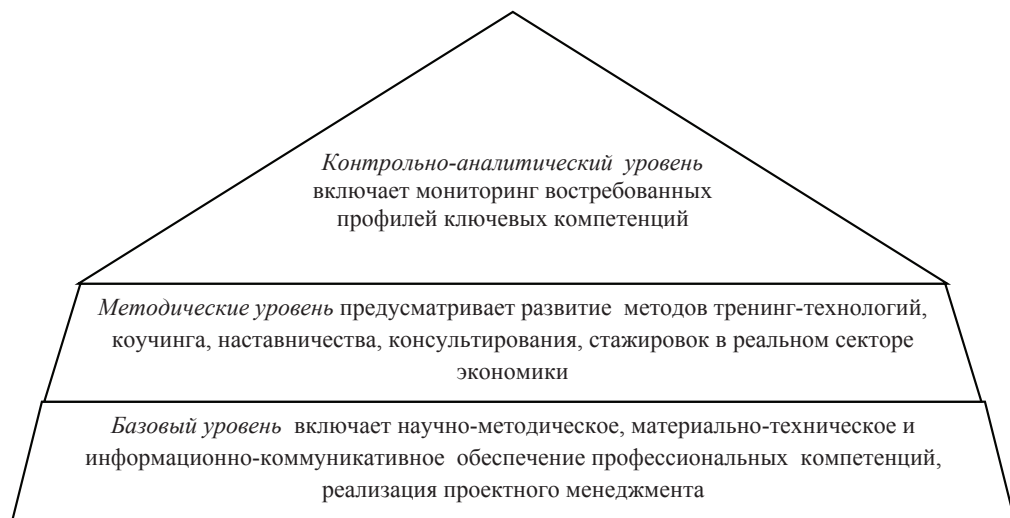 Контрольно-аналитический уровень
включает мониторинг востребованных
профилей ключевых компетенций
Методические уровень предусматривает развитие методов тренинг-технологий,
коучинга, наставничества, консультирования, стажировок в реальном секторе
экономики
Базовый уровень включает научно-методическое, материально-техническое и
информационно-коммуникативное обеспечение профессиональных компетенций,
реализация проектного менеджмента